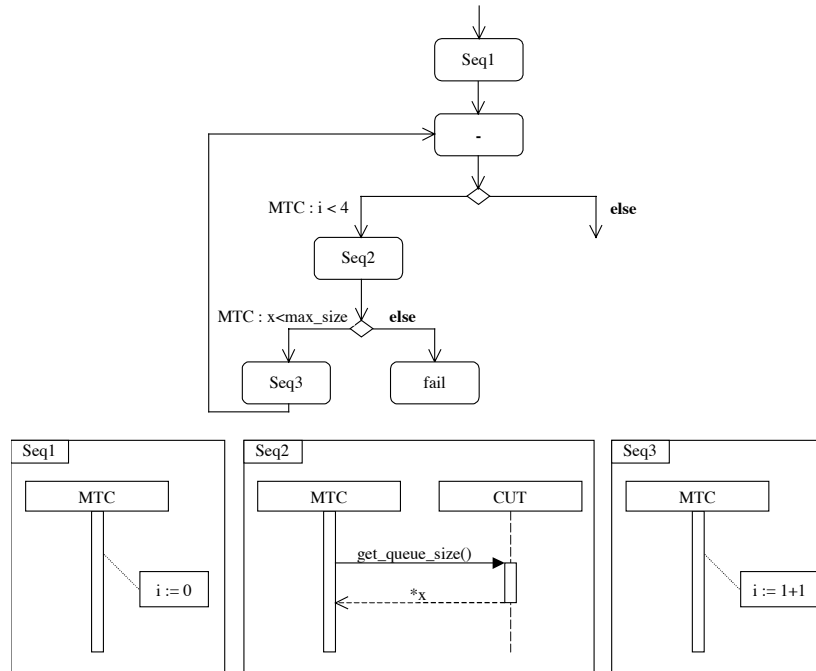 Seq1
-
MTC : i < 4
else
Seq2
MTC : x<max_size
else
Seq3
fail
Seq1
MTC
i := 0
Seq2
MTC
CUT
get_queue_size()
*x
Seq3
MTC
i := 1+1